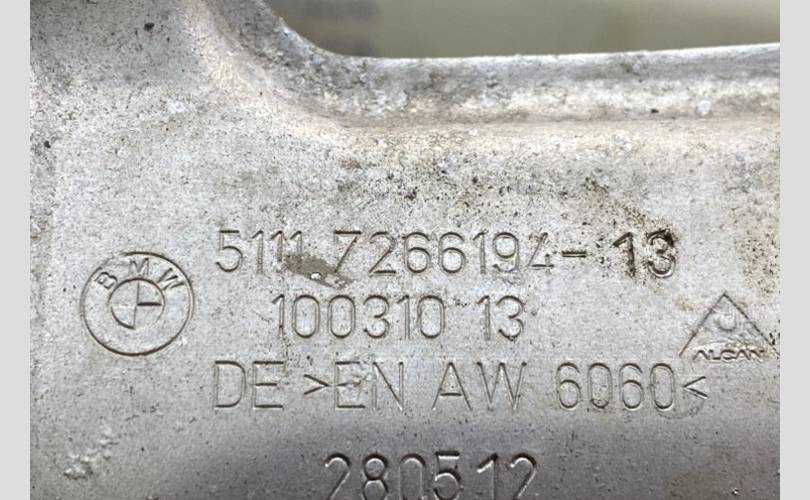 BMW
5111 7266194-13
100310 13
ALCAN
DE >EN AW 6060<
280512